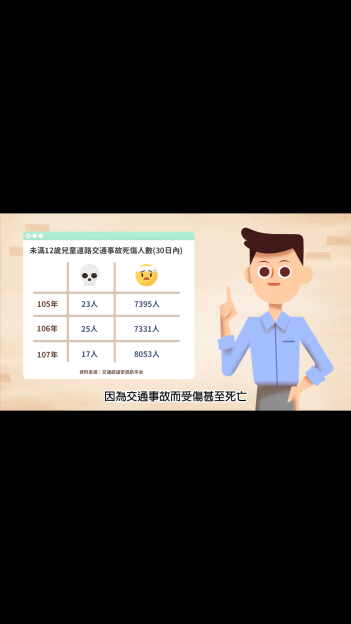 未滿12歲兒童道路交通事故死傷人數(30日內)
105年 23人 7395人
106年 25人 7331人
107年 17人 8053人
資料來源：交通部道安資訊平台
因為交通事故而受傷甚至死亡